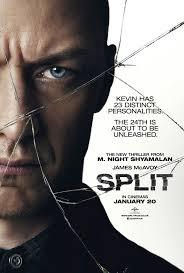 KEVIN HAS
23 DISTINCT
PERSONALITIES.
THE 24TH IS
ABOUT TO BE
UNLEASHED.
THE NEW THRILLER FROM
M. NIGHT SHYAMALAN
JAMES McAVOY
SPLIT
IN CINEMAS
JANUARY 20